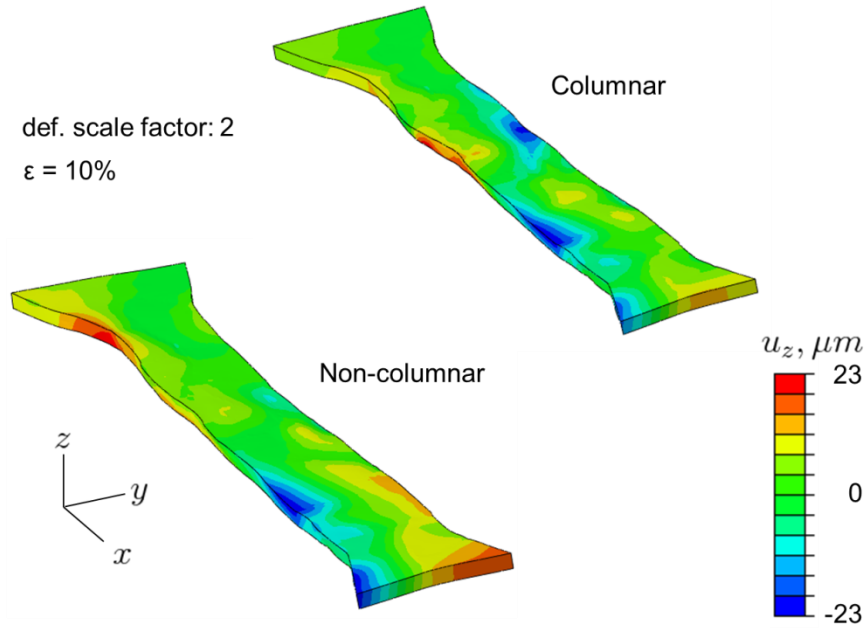 Columnar
def. scale factor: 2
ε = 10%
Non-columnar
z
y
x
u_z, μm
23
0
-23